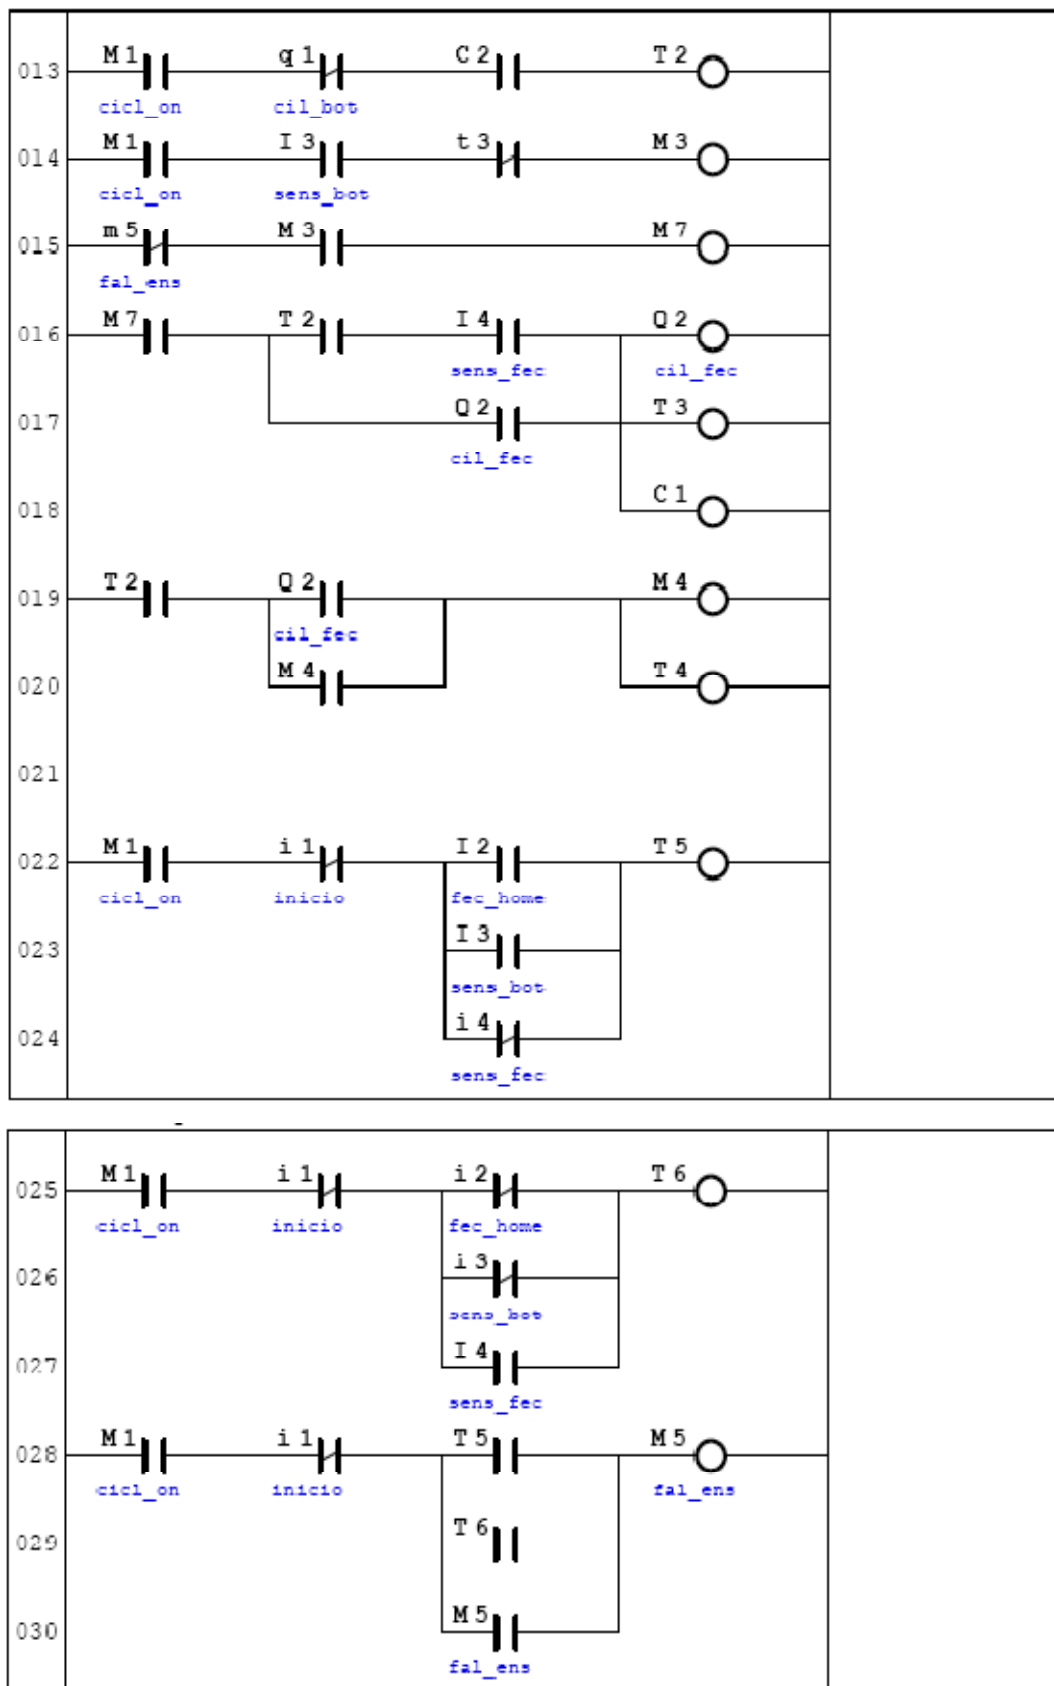 013 M1 q1 C2 T2
cicl_on cil_bot
014 M1 I3 t3 M3
cicl_on sens_bot
015 m5 M3 M7
fal_ens
016 M7 T2 I4 Q2
sens_fec cil_fec
017 Q2 T3
cil_fec
018 C1
019 T2 Q2 M4
cil_fec
020 M4 T4
021
022 M1 i1 I2 T5
cicl_on inicio fec_home
023 I3
sens_bot
024 i4
sens_fec
025 M1 i1 i2 T6
cicl_on inicio fec_home
026 i3
sens_bot
027 I4
sens_fec
028 M1 i1 T5 M5
cicl_on inicio fal_ens
029 T6
030 M5
fal_ens